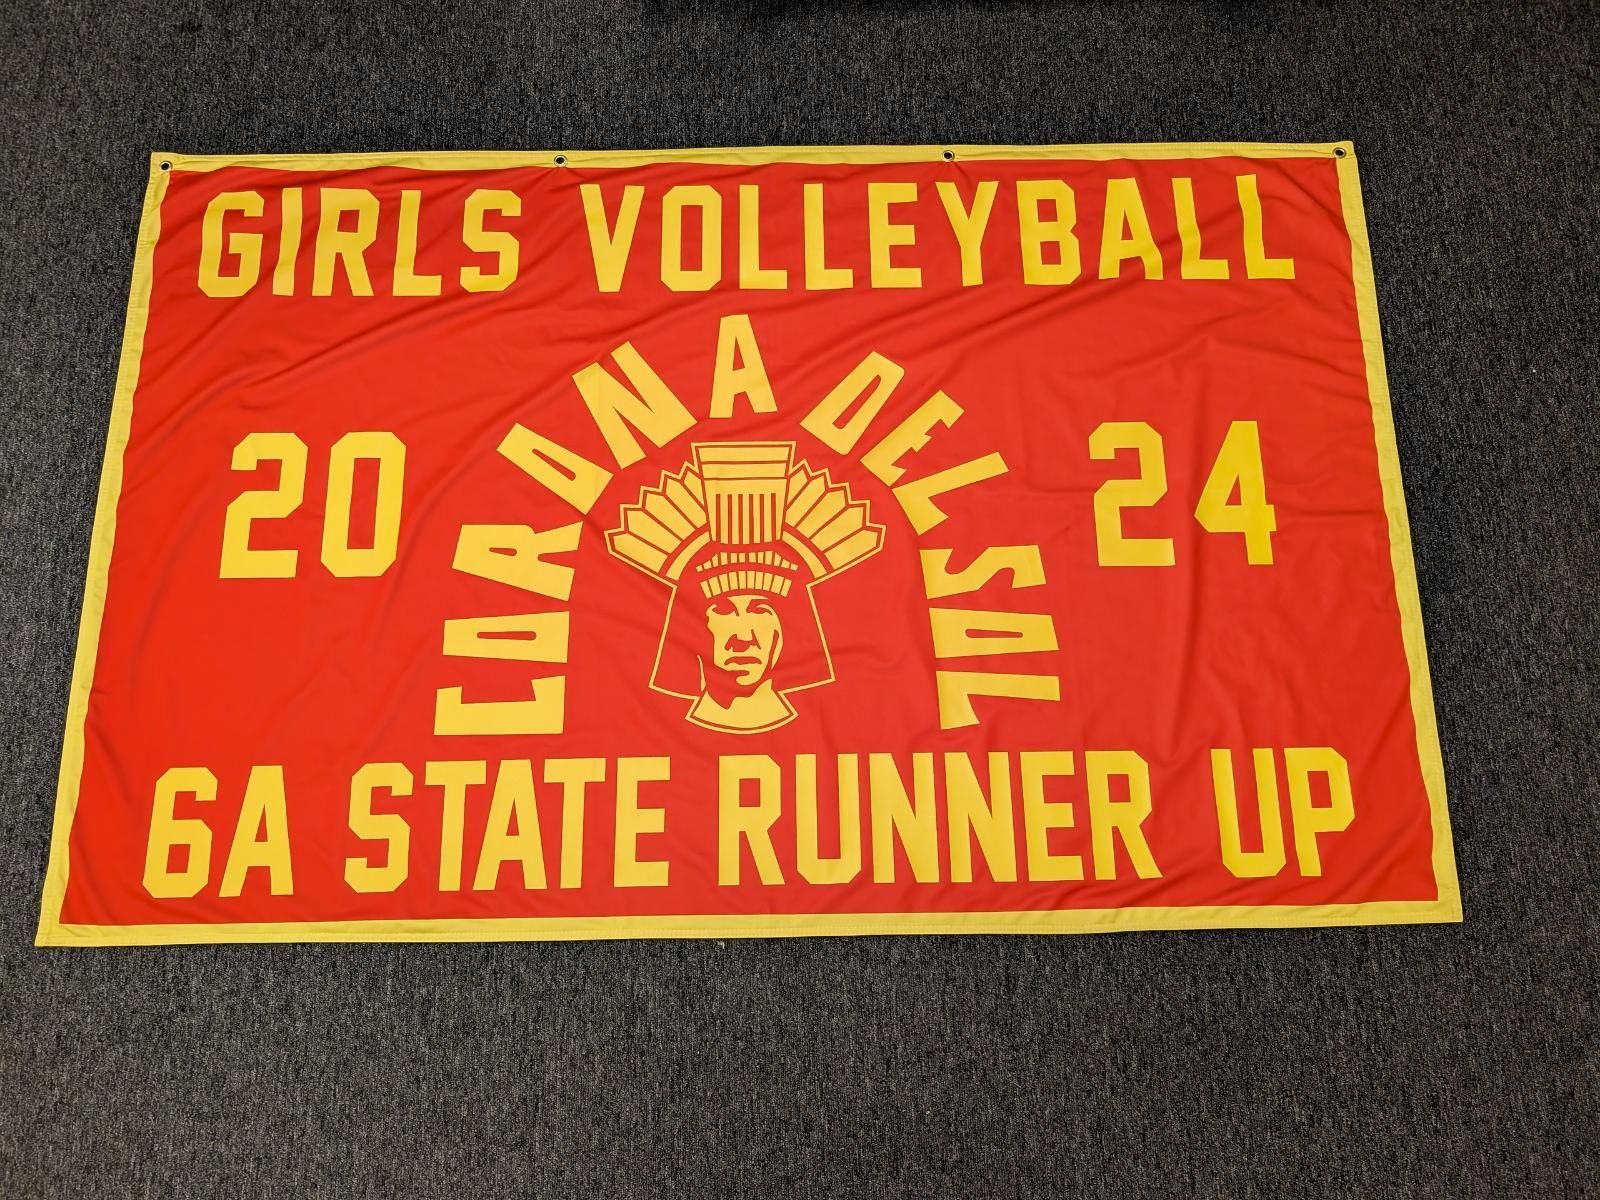 GIRLS VOLLEYBALL
CORONA DEL SOL
20 24
6A STATE RUNNER UP